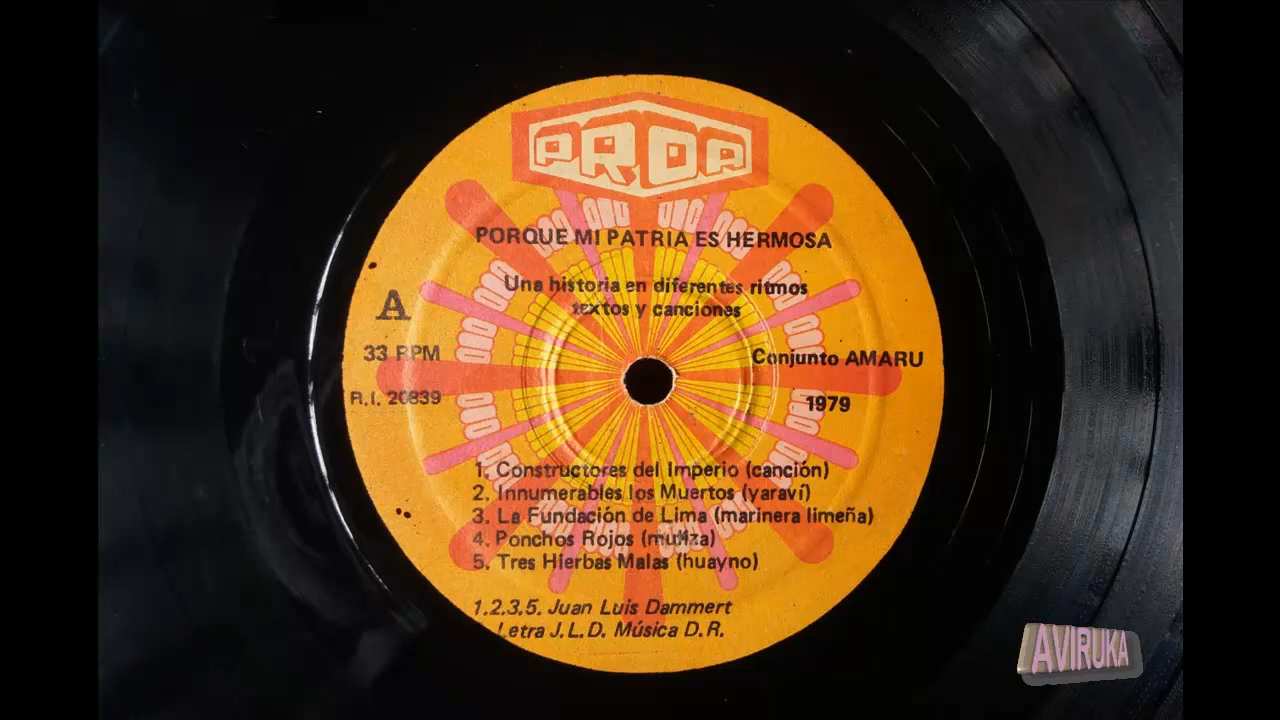 PRDA
PORQUE MI PATRIA ES HERMOSA
Una historia en diferentes ritmos
textos y canciones
A
33 RPM
Conjunto AMARU
R.I. 20839
1979
1. Constructores del Imperio (canción)
2. Innumerables los Muertos (yaraví)
3. La Fundación de Lima (marinera limeña)
4. Ponchos Rojos (muliza)
5. Tres Hierbas Malas (huayno)
1.2.3.5. Juan Luis Dammert
Letra J.L.D. Música D.R.
AVIRUKA